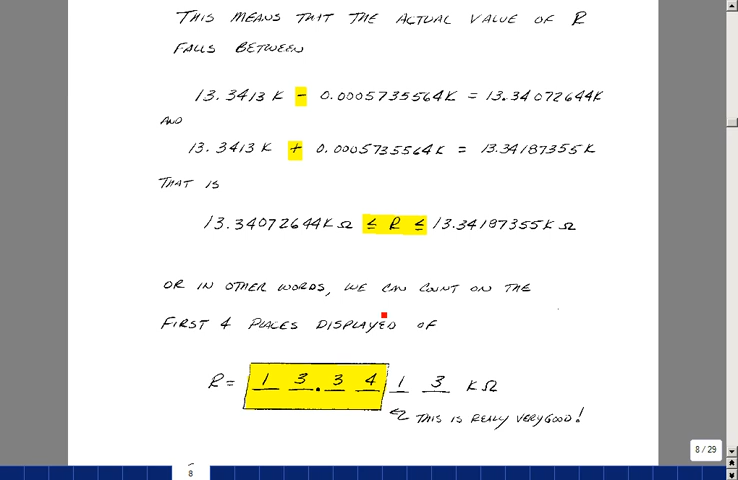 THIS MEANS THAT THE ACTUAL VALUE OF R
FALLS BETWEEN
13.3413 K - 0.0005735564K = 13.34072644K
AND
13.3413 K + 0.0005735564K = 13.34187355K
THAT IS
13.34072644K Ω ≤ R ≤ 13.34187355K Ω
OR IN OTHER WORDS, WE CAN COUNT ON THE
FIRST 4 PLACES DISPLAYED OF
R = 1 3 . 3 4 1 3 K Ω
THIS IS REALLY VERY GOOD!
8 / 29
8